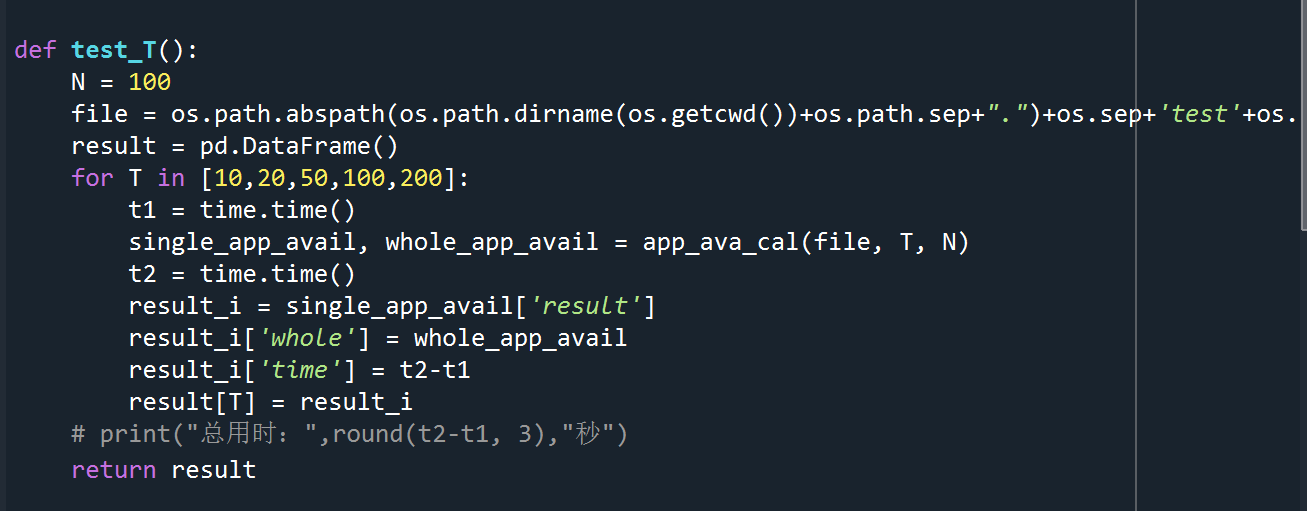 def test_T():
    N = 100
    file = os.path.abspath(os.path.dirname(os.getcwd())+os.path.sep+".")+os.sep+'test'+os.
    result = pd.DataFrame()
    for T in [10,20,50,100,200]:
        t1 = time.time()
        single_app_avail, whole_app_avail = app_ava_cal(file, T, N)
        t2 = time.time()
        result_i = single_app_avail['result']
        result_i['whole'] = whole_app_avail
        result_i['time'] = t2-t1
        result[T] = result_i
    # print("总用时：",round(t2-t1, 3),"秒")
    return result